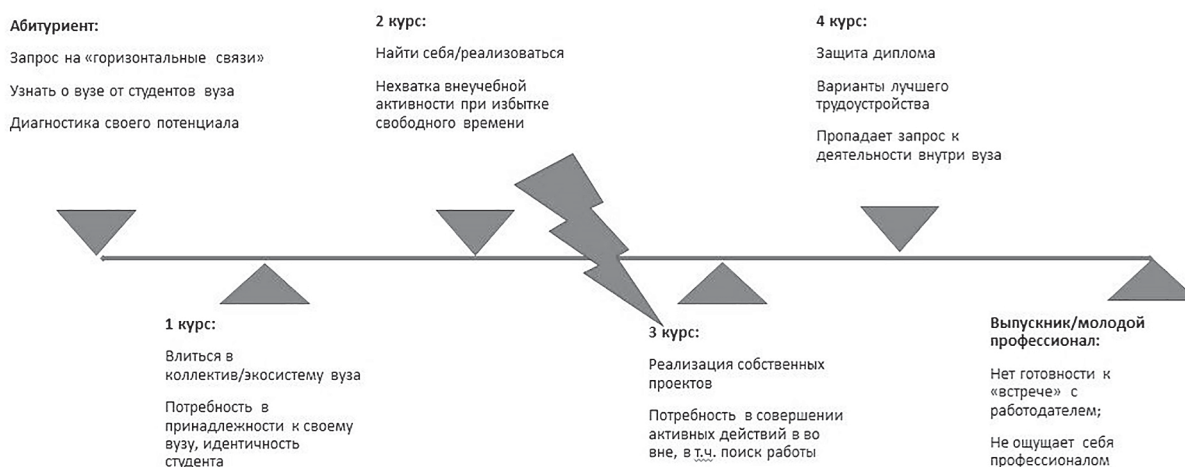 Абитуриент:
Запрос на «горизонтальные связи»
Узнать о вузе от студентов вуза
Диагностика своего потенциала
2 курс:
Найти себя/реализоваться
Нехватка внеучебной
активности при избытке
свободного времени
4 курс:
Защита диплома
Варианты лучшего
трудоустройства
Пропадает запрос к
деятельности внутри вуза
1 курс:
Влиться в
коллектив/экосистему вуза
Потребность в
принадлежности к своему
вузу, идентичность
студента
3 курс:
Реализация собственных
проектов
Потребность в совершении
активных действий в во
вне, в т.ч. поиск работы
Выпускник/молодой
профессионал:
Нет готовности к
«встрече» с
работодателем;
Не ощущает себя
профессионалом